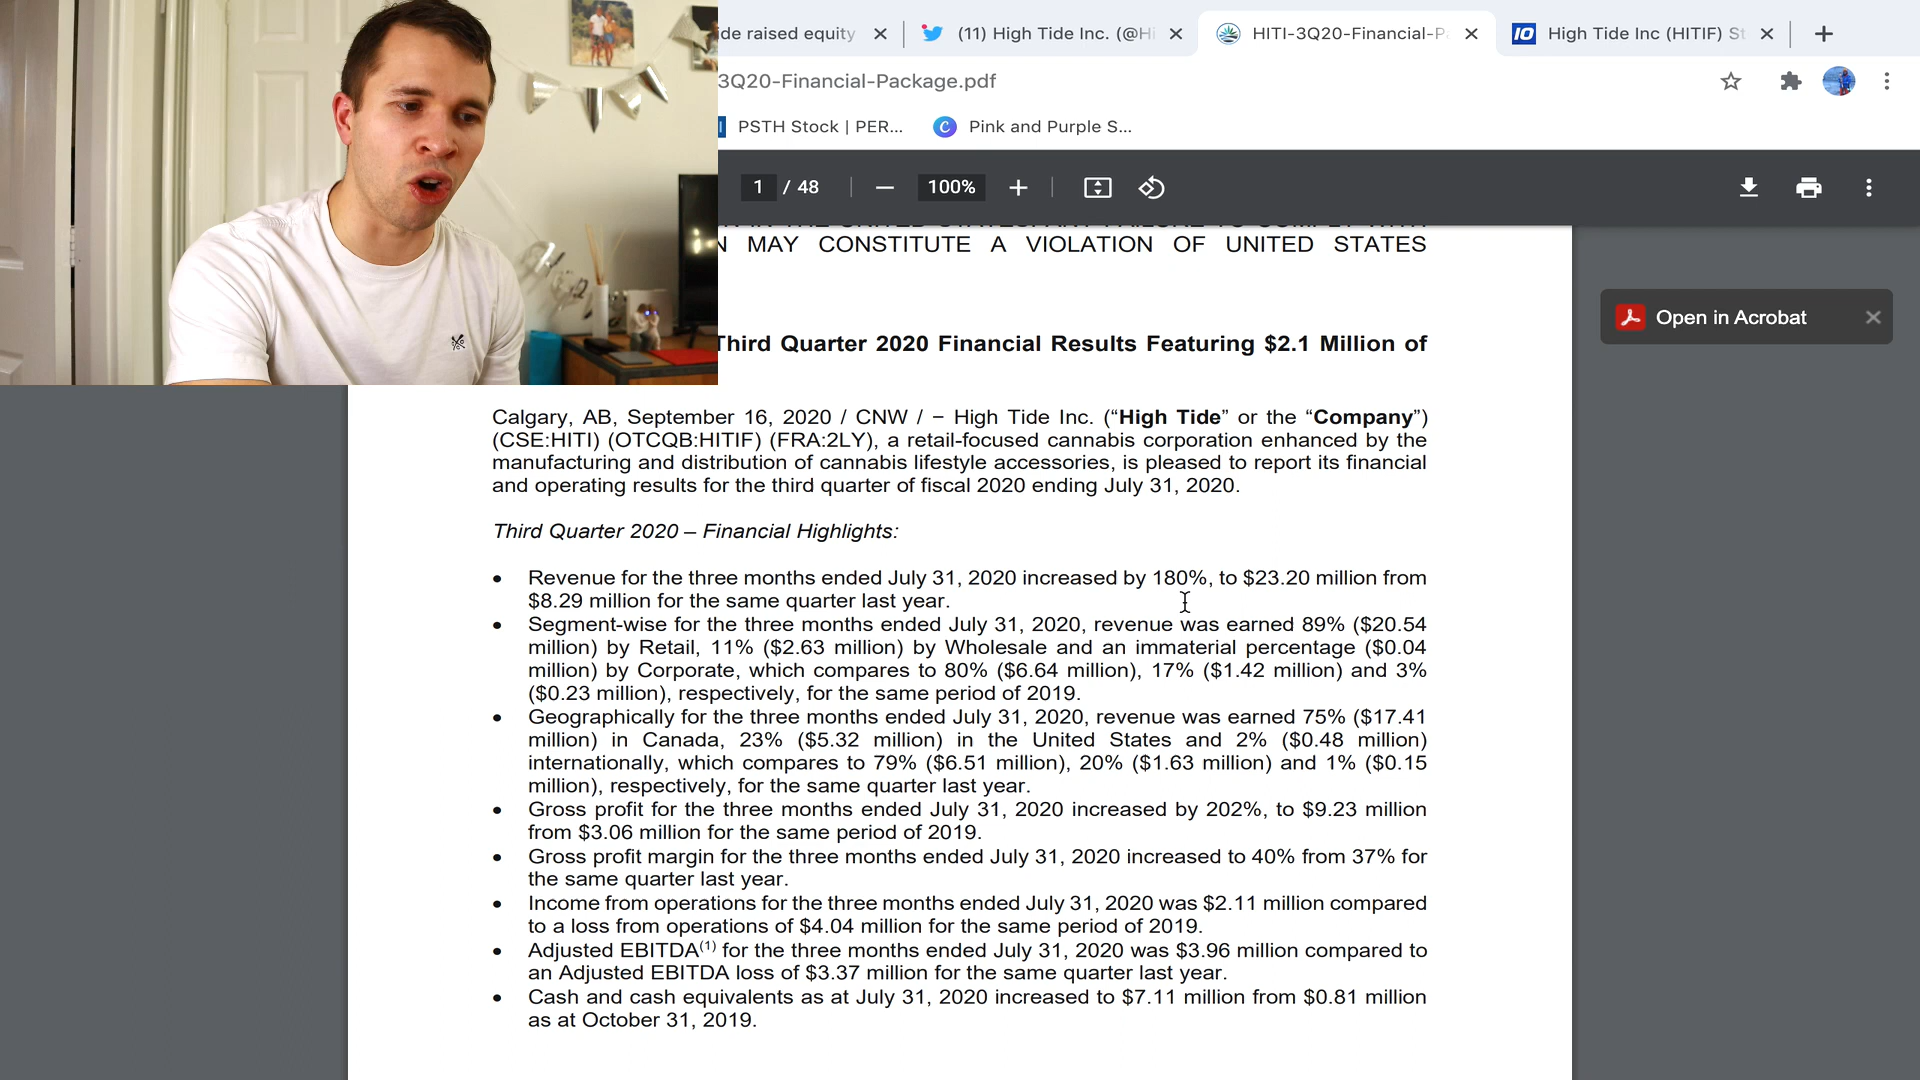 ide raised equity
(11) High Tide Inc. (@Hi
HITI-3Q20-Financial-P
High Tide Inc (HITIF) St
3Q20-Financial-Package.pdf
PSTH Stock | PER...
Pink and Purple S...
1 / 48
100%
N MAY CONSTITUTE A VIOLATION OF UNITED STATES
Open in Acrobat
Third Quarter 2020 Financial Results Featuring $2.1 Million of
Calgary, AB, September 16, 2020 / CNW / − High Tide Inc. (“High Tide” or the “Company”)
(CSE:HITI) (OTCQB:HITIF) (FRA:2LY), a retail-focused cannabis corporation enhanced by the
manufacturing and distribution of cannabis lifestyle accessories, is pleased to report its financial
and operating results for the third quarter of fiscal 2020 ending July 31, 2020.
Third Quarter 2020 – Financial Highlights:
• Revenue for the three months ended July 31, 2020 increased by 180%, to $23.20 million from
$8.29 million for the same quarter last year.
• Segment-wise for the three months ended July 31, 2020, revenue was earned 89% ($20.54
million) by Retail, 11% ($2.63 million) by Wholesale and an immaterial percentage ($0.04
million) by Corporate, which compares to 80% ($6.64 million), 17% ($1.42 million) and 3%
($0.23 million), respectively, for the same period of 2019.
• Geographically for the three months ended July 31, 2020, revenue was earned 75% ($17.41
million) in Canada, 23% ($5.32 million) in the United States and 2% ($0.48 million)
internationally, which compares to 79% ($6.51 million), 20% ($1.63 million) and 1% ($0.15
million), respectively, for the same quarter last year.
• Gross profit for the three months ended July 31, 2020 increased by 202%, to $9.23 million
from $3.06 million for the same period of 2019.
• Gross profit margin for the three months ended July 31, 2020 increased to 40% from 37% for
the same quarter last year.
• Income from operations for the three months ended July 31, 2020 was $2.11 million compared
to a loss from operations of $4.04 million for the same period of 2019.
• Adjusted EBITDA(1) for the three months ended July 31, 2020 was $3.96 million compared to
an Adjusted EBITDA loss of $3.37 million for the same quarter last year.
• Cash and cash equivalents as at July 31, 2020 increased to $7.11 million from $0.81 million
as at October 31, 2019.